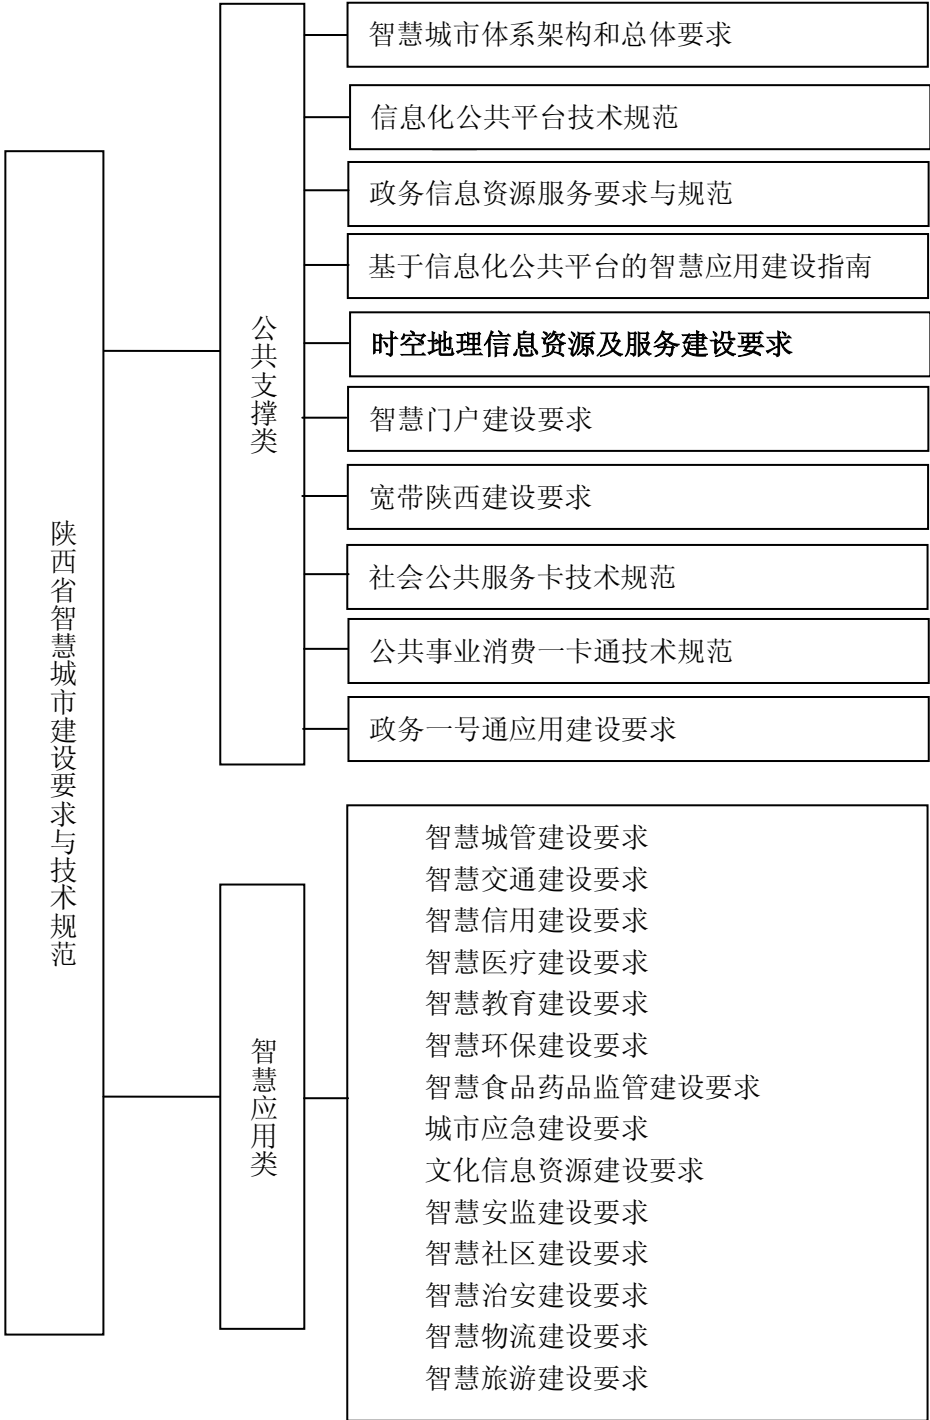 陕西省智慧城市建设要求与技术规范
公共支撑类
智慧城市体系架构和总体要求
信息化公共平台技术规范
政务信息资源服务要求与规范
基于信息化公共平台的智慧应用建设指南
时空地理信息资源及服务建设要求
智慧门户建设要求
宽带陕西建设要求
社会公共服务卡技术规范
公共事业消费一卡通技术规范
政务一号通应用建设要求
智慧应用类
智慧城管建设要求
智慧交通建设要求
智慧信用建设要求
智慧医疗建设要求
智慧教育建设要求
智慧环保建设要求
智慧食品药品监管建设要求
城市应急建设要求
文化信息资源建设要求
智慧安监建设要求
智慧社区建设要求
智慧治安建设要求
智慧物流建设要求
智慧旅游建设要求